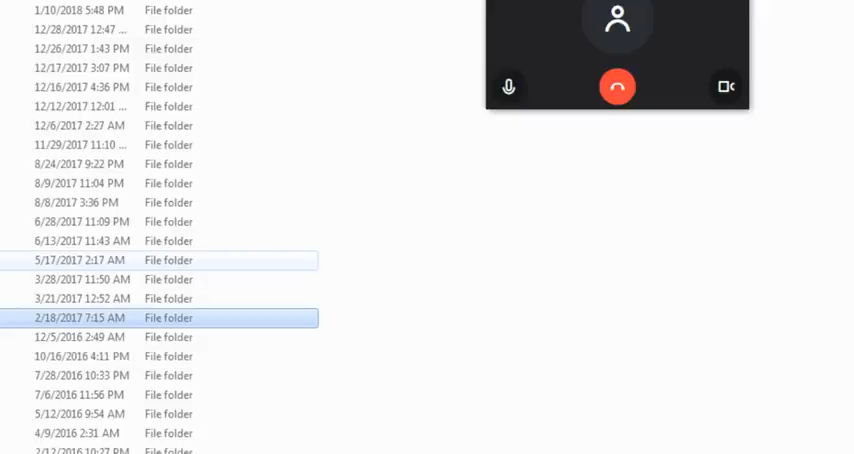 1/10/2018 5:48 PM File folder
12/28/2017 12:47 ... File folder
12/26/2017 1:43 PM File folder
12/17/2017 3:07 PM File folder
12/16/2017 4:36 PM File folder
12/12/2017 12:01 ... File folder
12/6/2017 2:27 AM File folder
11/29/2017 11:10 ... File folder
8/24/2017 9:22 PM File folder
8/9/2017 11:04 PM File folder
8/8/2017 3:36 PM File folder
6/28/2017 11:09 PM File folder
6/13/2017 11:43 AM File folder
5/17/2017 2:17 AM File folder
3/28/2017 11:50 AM File folder
3/21/2017 12:52 AM File folder
2/18/2017 7:15 AM File folder
12/5/2016 2:49 AM File folder
10/16/2016 4:11 PM File folder
7/28/2016 10:33 PM File folder
7/6/2016 11:56 PM File folder
5/12/2016 9:54 AM File folder
4/9/2016 2:31 AM File folder
2/12/2016 10:27 PM File folder